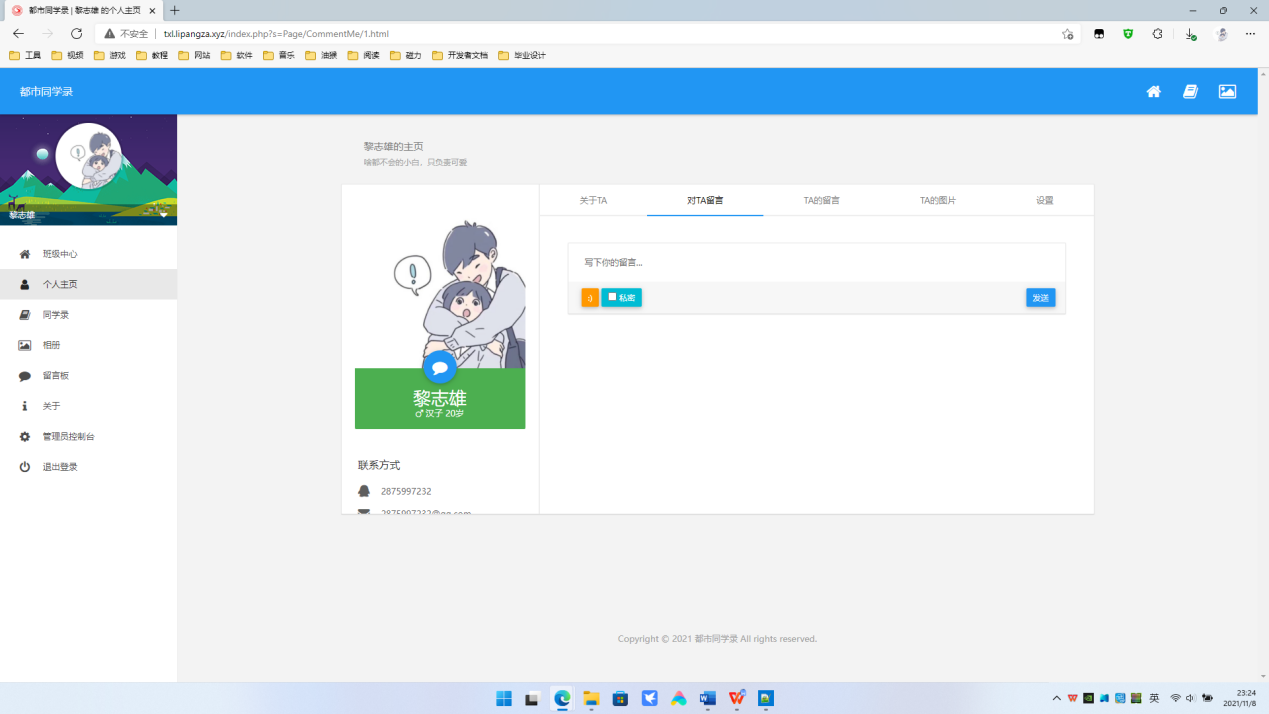 都市同学录 | 黎志雄 的个人主页
不安全 txl.lipangza.xyz/index.php?s=Page/CommentMe/1.html
工具 视频 游戏 教程 网站 软件 音乐 油猴 阅读 磁力 开发者文档 毕业设计
都市同学录
黎志雄
班级中心
个人主页
同学录
相册
留言板
关于
管理员控制台
退出登录
黎志雄的主页
啥都不会的小白，只负责可爱
黎志雄
♂ 汉子 20岁
联系方式
2875997232
2875997232@qq.com
关于TA 对TA留言 TA的留言 TA的图片 设置
写下你的留言...
:) 私密 发送
Copyright © 2021 都市同学录 All rights reserved.
英
23:24
2021/11/8